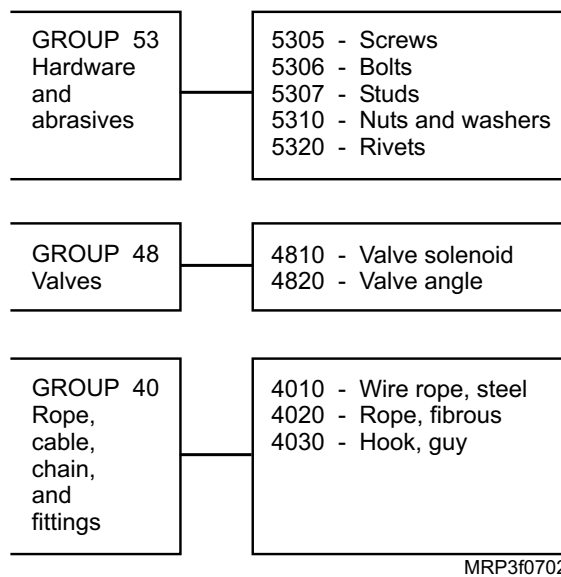 GROUP 53
Hardware
and
abrasives
5305 - Screws
5306 - Bolts
5307 - Studs
5310 - Nuts and washers
5320 - Rivets
GROUP 48
Valves
4810 - Valve solenoid
4820 - Valve angle
GROUP 40
Rope,
cable,
chain,
and
fittings
4010 - Wire rope, steel
4020 - Rope, fibrous
4030 - Hook, guy
MRP3f0702